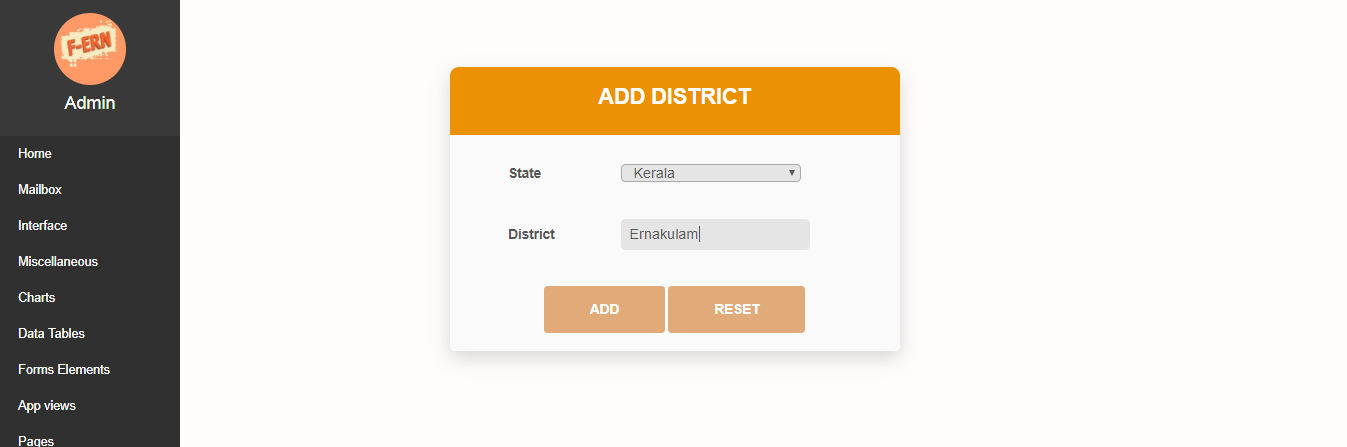 F-ERN
Admin
Home
Mailbox
Interface
Miscellaneous
Charts
Data Tables
Forms Elements
App views
Pages
ADD DISTRICT
State Kerala
District Ernakulam
ADD RESET